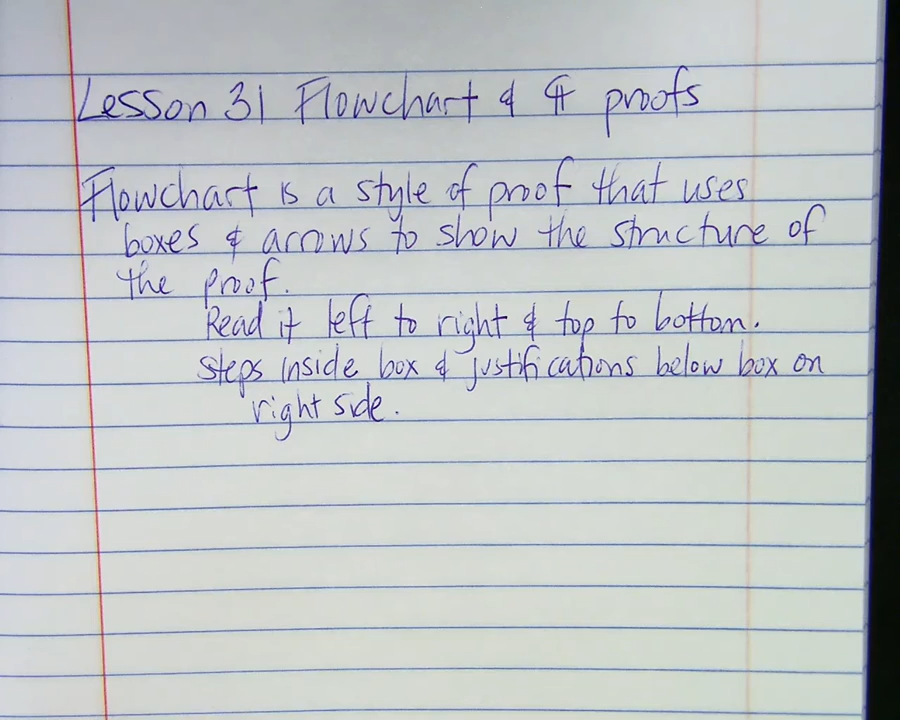 Lesson 31 Flowchart & ¶ proofs
Flowchart is a style of proof that uses
boxes & arrows to show the structure of
the proof.
Read it left to right & top to bottom.
Steps inside box & justifications below box on
right side.